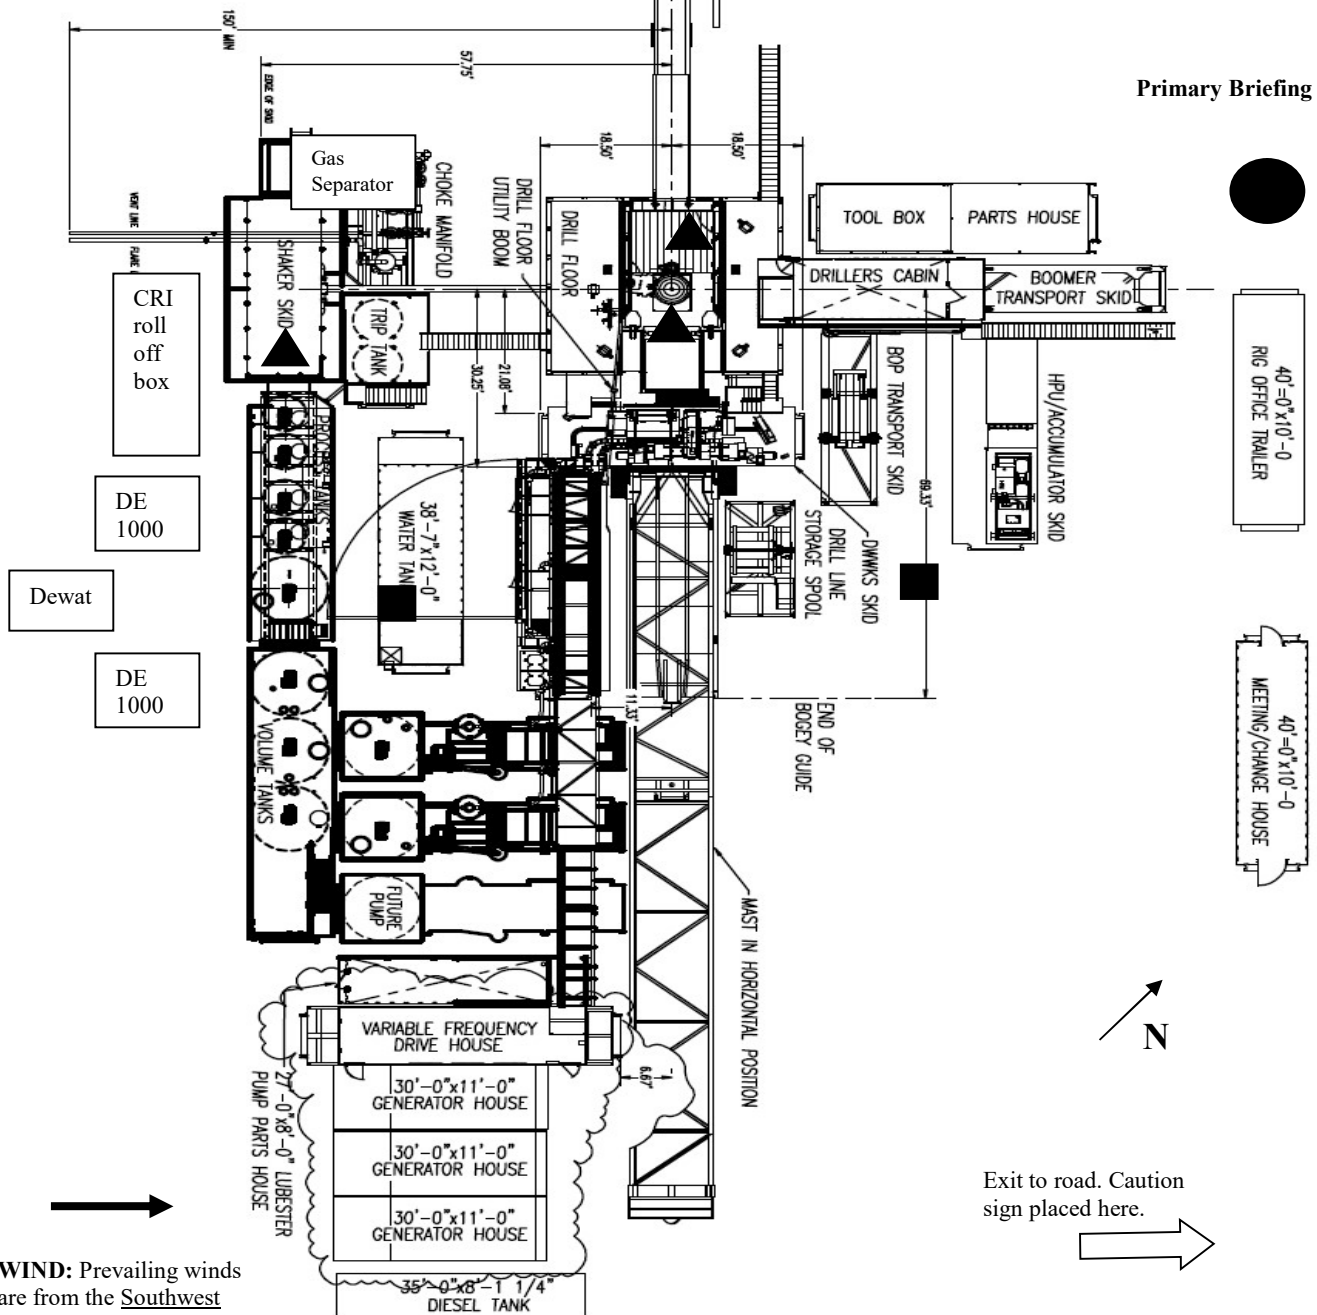 150' MIN
57.75'
EDGE OF SKID
Primary Briefing
18.50'
18.50'
Gas
Separator
CHOKE MANIFOLD
DRILL FLOOR
UTILITY BOOM
DRILL FLOOR
TOOL BOX
PARTS HOUSE
VENT LINE
FLARE
SHAKER SKID
DRILLERS CABIN
BOOMER
TRANSPORT SKID
CRI
roll
off
box
TRIP TANK
21.08'
30.25'
BOP TRANSPORT SKID
HPU/ACCUMULATOR SKID
40'=0"x10'-0
RIG OFFICE TRAILER
PROCESS TANKS
DE
1000
38'-7"x12'-0"
WATER TAN
69.33'
DWWKS SKID
DRILL LINE
STORAGE SPOOL
Dewat
DE
1000
11.33'
END OF
BOGEY GUIDE
40'=0"x10'-0
MEETING/CHANGE HOUSE
VOLUME TANKS
FUTURE
PUMP
MAST IN HORIZONTAL POSITION
N
VARIABLE FREQUENCY
DRIVE HOUSE
6.67'
27'-0"x8'-0" LUBESTER
PUMP PARTS HOUSE
30'-0"x11'-0"
GENERATOR HOUSE
30'-0"x11'-0"
GENERATOR HOUSE
30'-0"x11'-0"
GENERATOR HOUSE
Exit to road. Caution
sign placed here.
WIND: Prevailing winds
are from the Southwest
35'-0"x8'-1 1/4"
DIESEL TANK